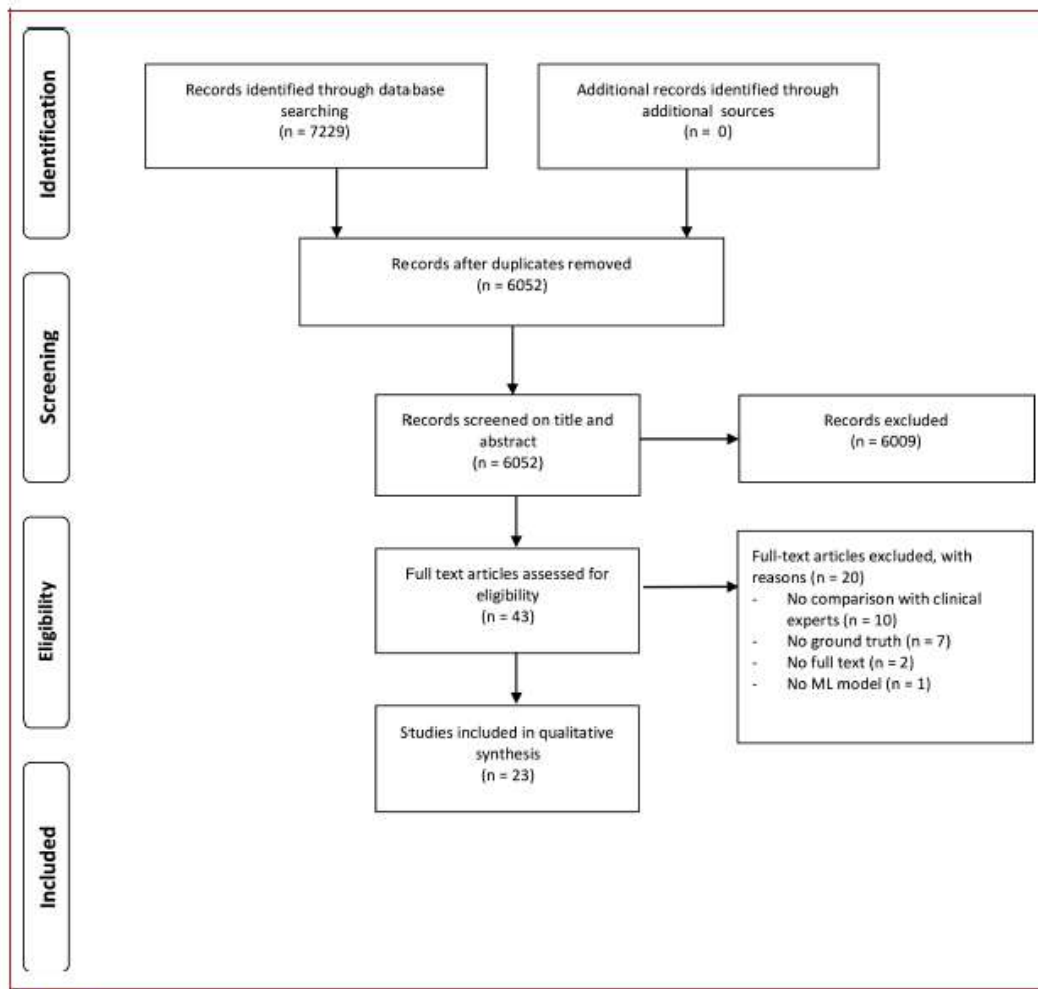 Identification
Records identified through database
searching
(n = 7229)
Additional records identified through
additional sources
(n = 0)
Records after duplicates removed
(n = 6052)
Screening
Records screened on title and
abstract
(n = 6052)
Records excluded
(n = 6009)
Eligibility
Full text articles assessed for
eligibility
(n = 43)
Full-text articles excluded, with
reasons (n = 20)
- No comparison with clinical
experts (n = 10)
- No ground truth (n = 7)
- No full text (n = 2)
- No ML model (n = 1)
Studies included in qualitative
synthesis
(n = 23)
Included